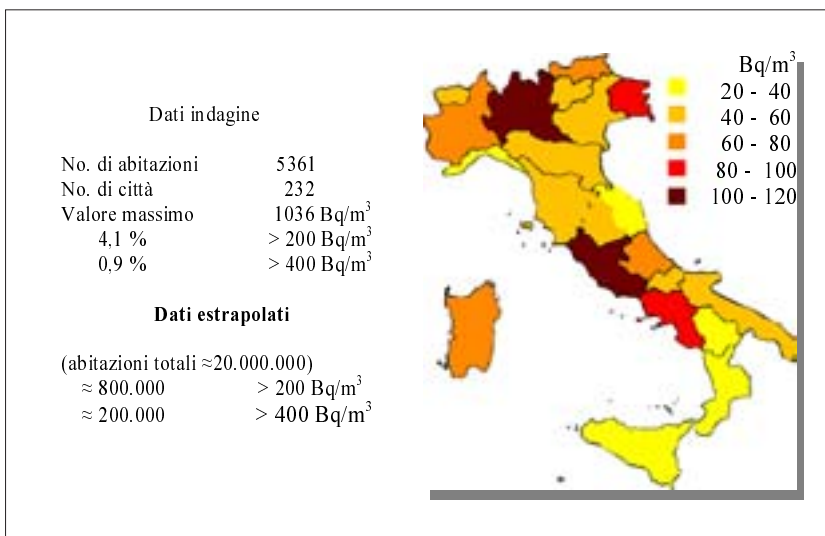 Dati indagine
No. di abitazioni 5361
No. di città 232
Valore massimo 1036 Bq/m³
4,1 % > 200 Bq/m³
0,9 % > 400 Bq/m³
Dati estrapolati
(abitazioni totali ≈20.000.000)
≈ 800.000 > 200 Bq/m³
≈ 200.000 > 400 Bq/m³
Bq/m³
20 - 40
40 - 60
60 - 80
80 - 100
100 - 120